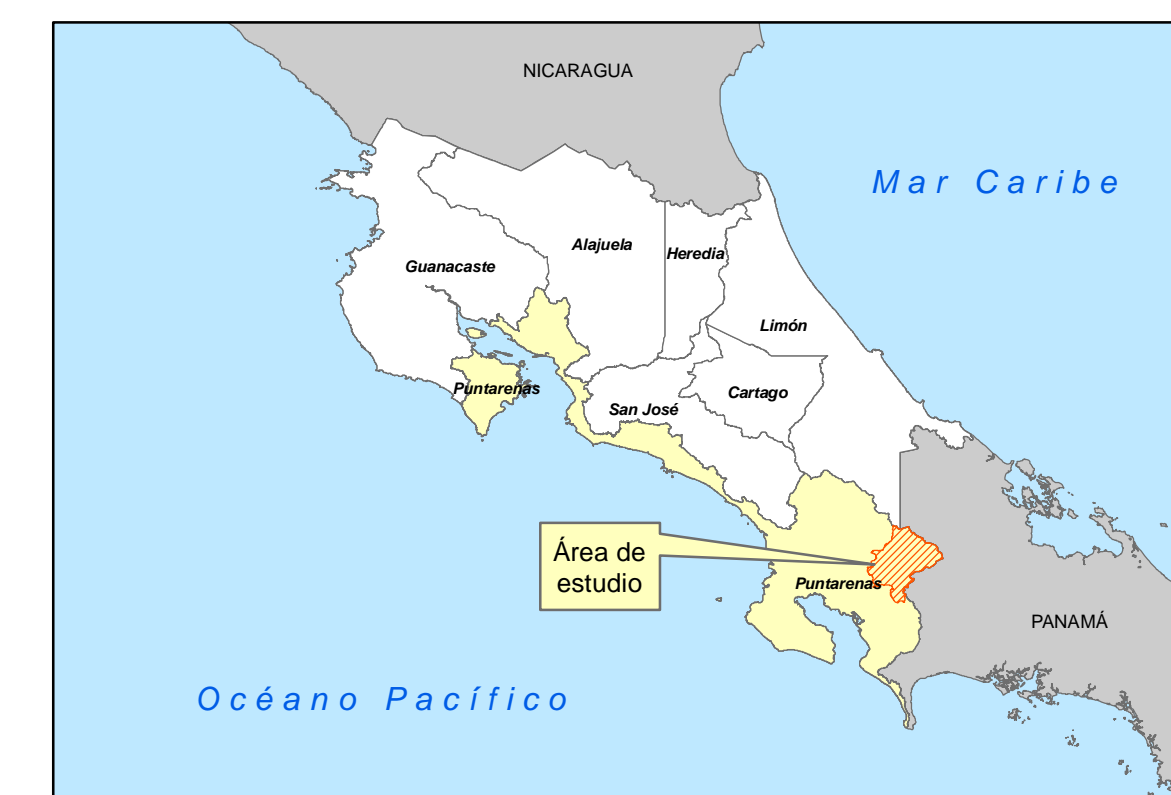 NICARAGUA
Mar Caribe
Alajuela
Heredia
Guanacaste
Limón
Puntarenas
Cartago
San José
Área de
estudio
Puntarenas
PANAMÁ
Océano Pacífico